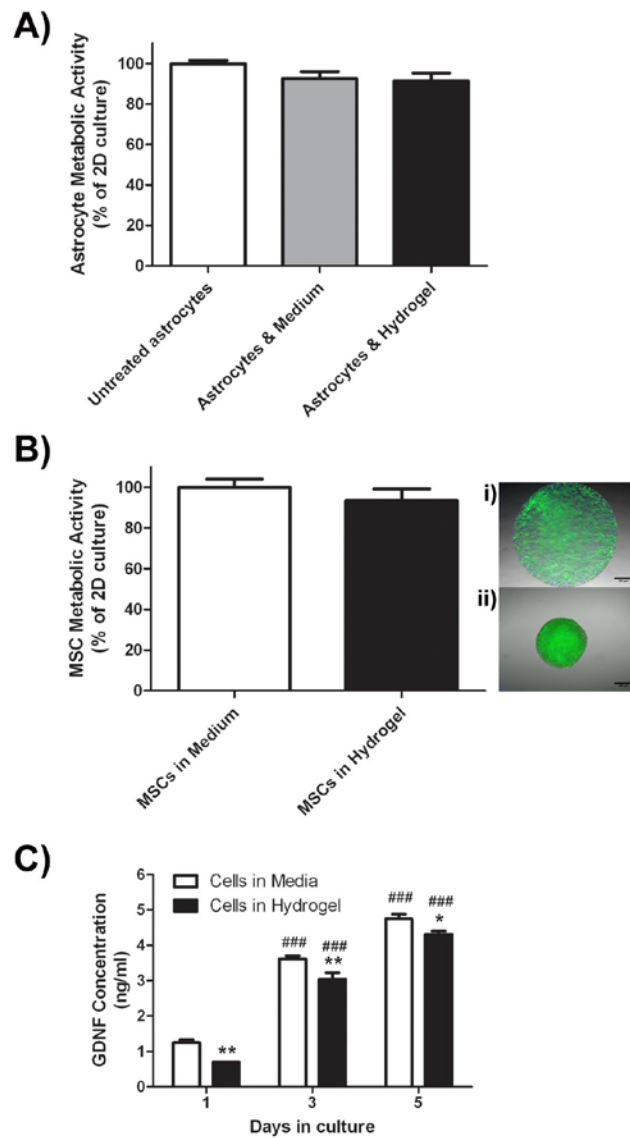 A)
Astrocyte Metabolic Activity
(% of 2D culture)
100
80
60
40
20
0
Untreated astrocytes
Astrocytes & Medium
Astrocytes & Hydrogel
B)
MSC Metabolic Activity
(% of 2D culture)
100
80
60
40
20
0
MSCs in Medium
MSCs in Hydrogel
i)
ii)
C)
Cells in Media
Cells in Hydrogel
GDNF Concentration
(ng/ml)
6
5
4
3
2
1
0
**
###
###
**
###
###
*
1 3 5
Days in culture